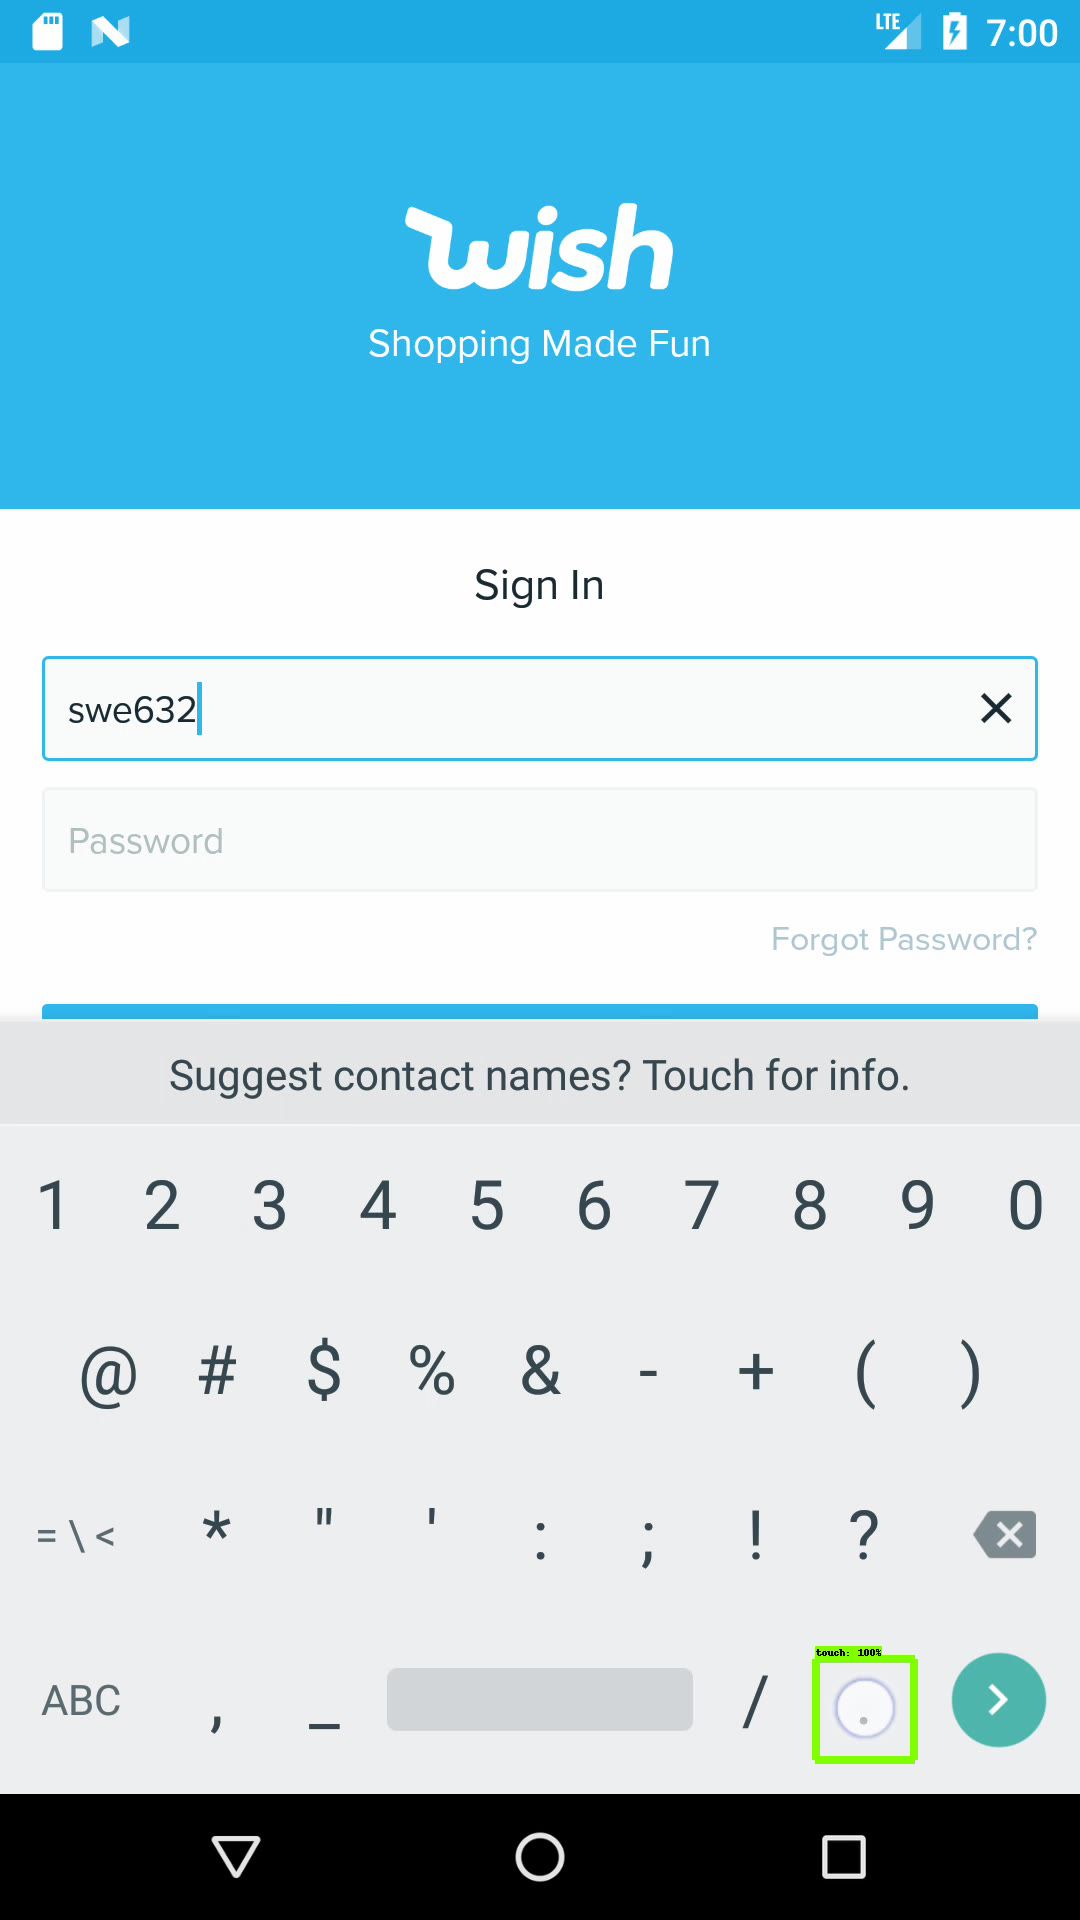 LTE 7:00
wish
Shopping Made Fun
Sign In
swe632
Password
Forgot Password?
Suggest contact names? Touch for info.
1 2 3 4 5 6 7 8 9 0
@ # $ % & - + ( )
= \ < * " ' : ; ! ?
touch: 100%
ABC , _ / .